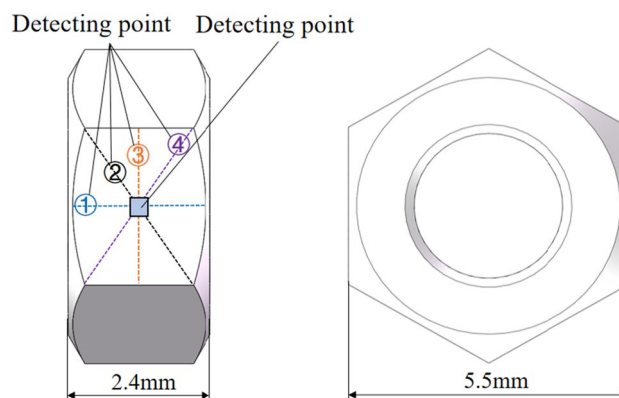 Detecting point
Detecting point
④
③
②
①
2.4mm
5.5mm